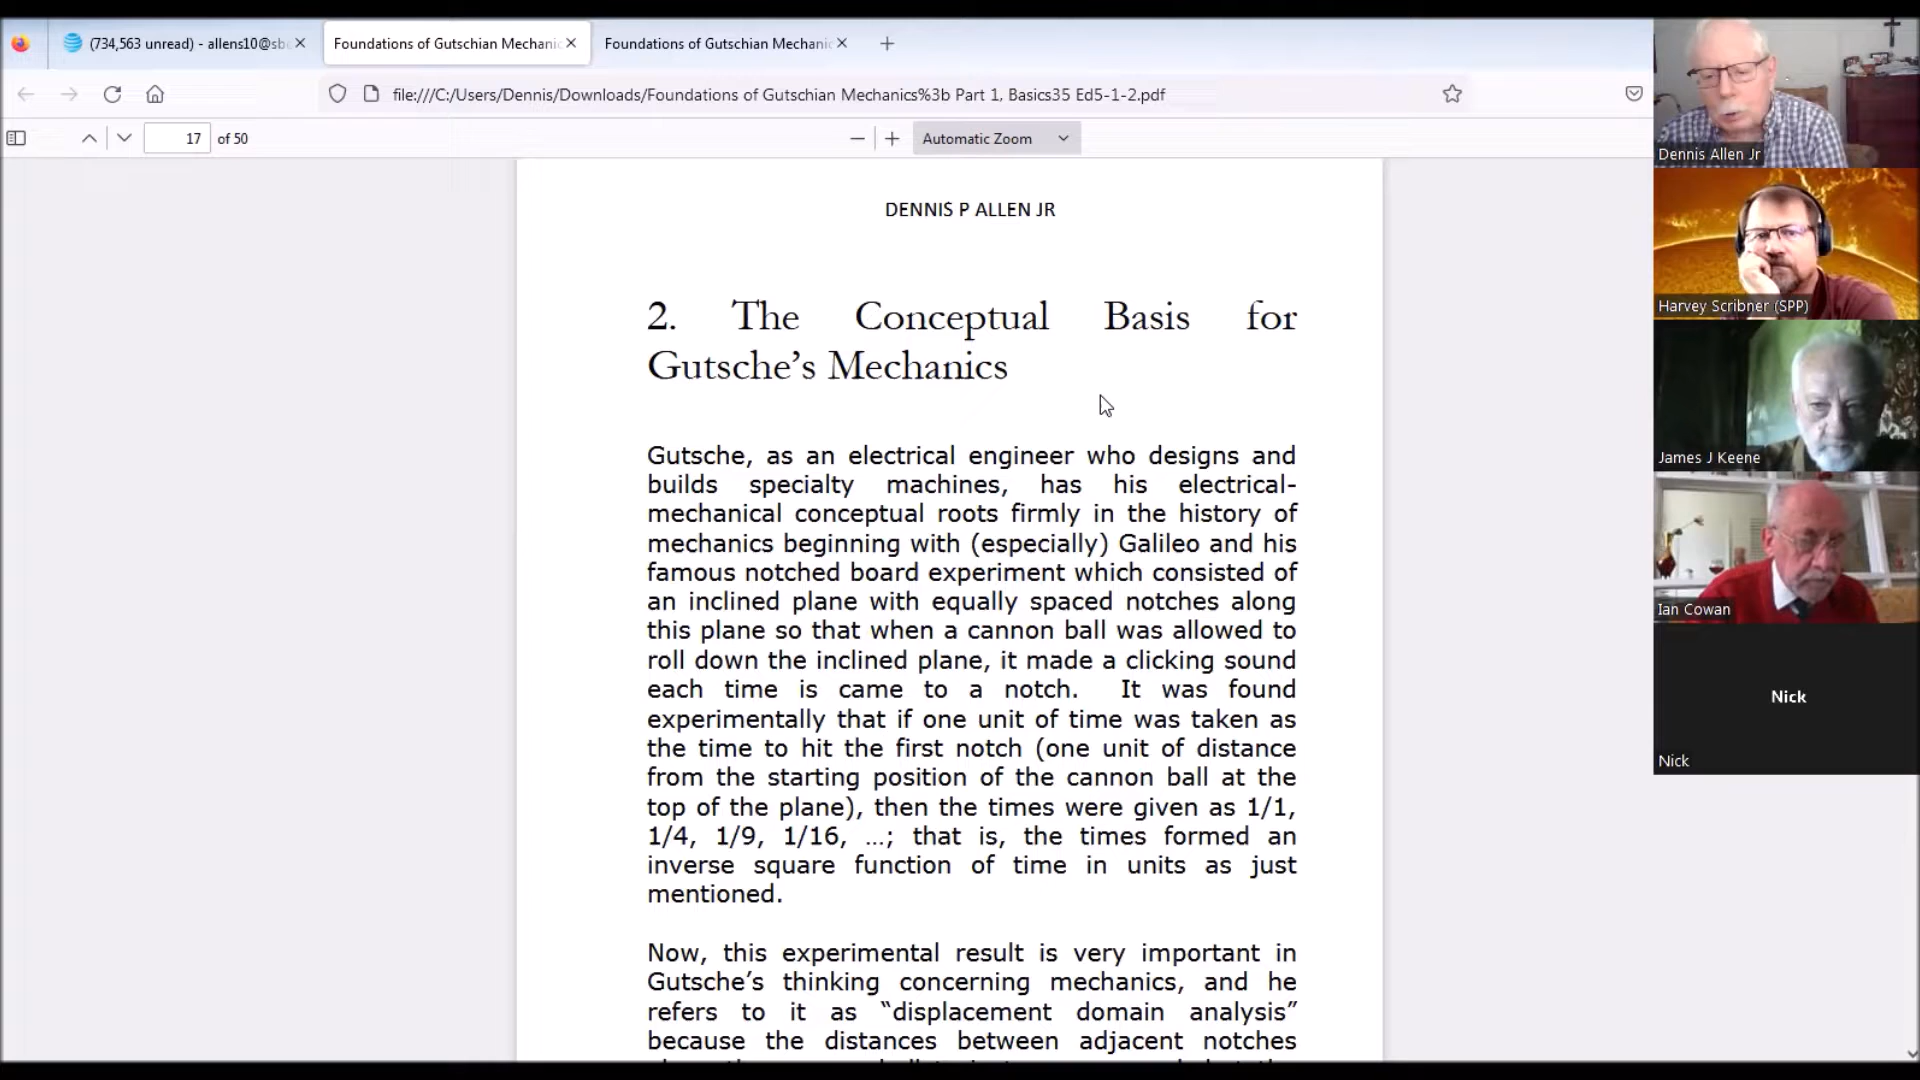 (734,563 unread) - allens10@sb
Foundations of Gutschian Mechanic
Foundations of Gutschian Mechanic
file:///C:/Users/Dennis/Downloads/Foundations of Gutschian Mechanics%3b Part 1, Basics35 Ed5-1-2.pdf
17 of 50
Automatic Zoom
DENNIS P ALLEN JR
2. The Conceptual Basis for
Gutsche’s Mechanics
Gutsche, as an electrical engineer who designs and
builds specialty machines, has his electrical-
mechanical conceptual roots firmly in the history of
mechanics beginning with (especially) Galileo and his
famous notched board experiment which consisted of
an inclined plane with equally spaced notches along
this plane so that when a cannon ball was allowed to
roll down the inclined plane, it made a clicking sound
each time is came to a notch. It was found
experimentally that if one unit of time was taken as
the time to hit the first notch (one unit of distance
from the starting position of the cannon ball at the
top of the plane), then the times were given as 1/1,
1/4, 1/9, 1/16, ...; that is, the times formed an
inverse square function of time in units as just
mentioned.
Now, this experimental result is very important in
Gutsche’s thinking concerning mechanics, and he
refers to it as “displacement domain analysis”
because the distances between adjacent notches
Dennis Allen Jr
Harvey Scribner (SPP)
James J Keene
Ian Cowan
Nick
Nick